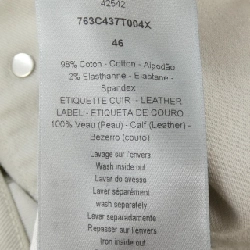 42542
763C437T004X
46
98% Coton - Cotton - Algodão
2% Elasthanne - Elastane -
Spandex
ETIQUETTE CUIR - LEATHER
LABEL - ETIQUETA DE COURO
100% Veau (Peau) - Calf (Leather) -
Bezerro (couro)
Lavage sur l'envers
Wash inside out
Lavar do avesso
Laver séparément
wash separately
Lavar separadamente
Repasser sur l'envers
Iron inside out